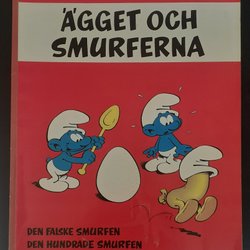 ÄGGET OCH
SMURFERNA
DEN FALSKE SMURFEN
DEN HUNDRADE SMURFEN